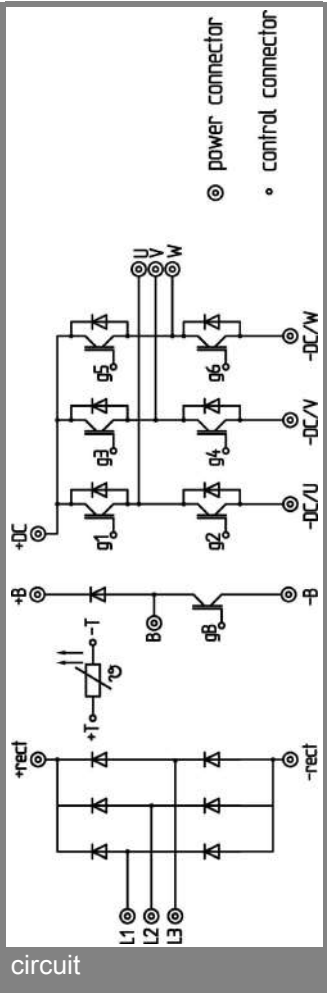 power connector
control connector
U
V
W
g5
g6
-DC/W
g3
g4
-DC/V
+DC
g1
g2
-DC/U
+B
B
gB
-B
-T
+T
ϑ
+rect
-rect
L1
L2
L3
circuit